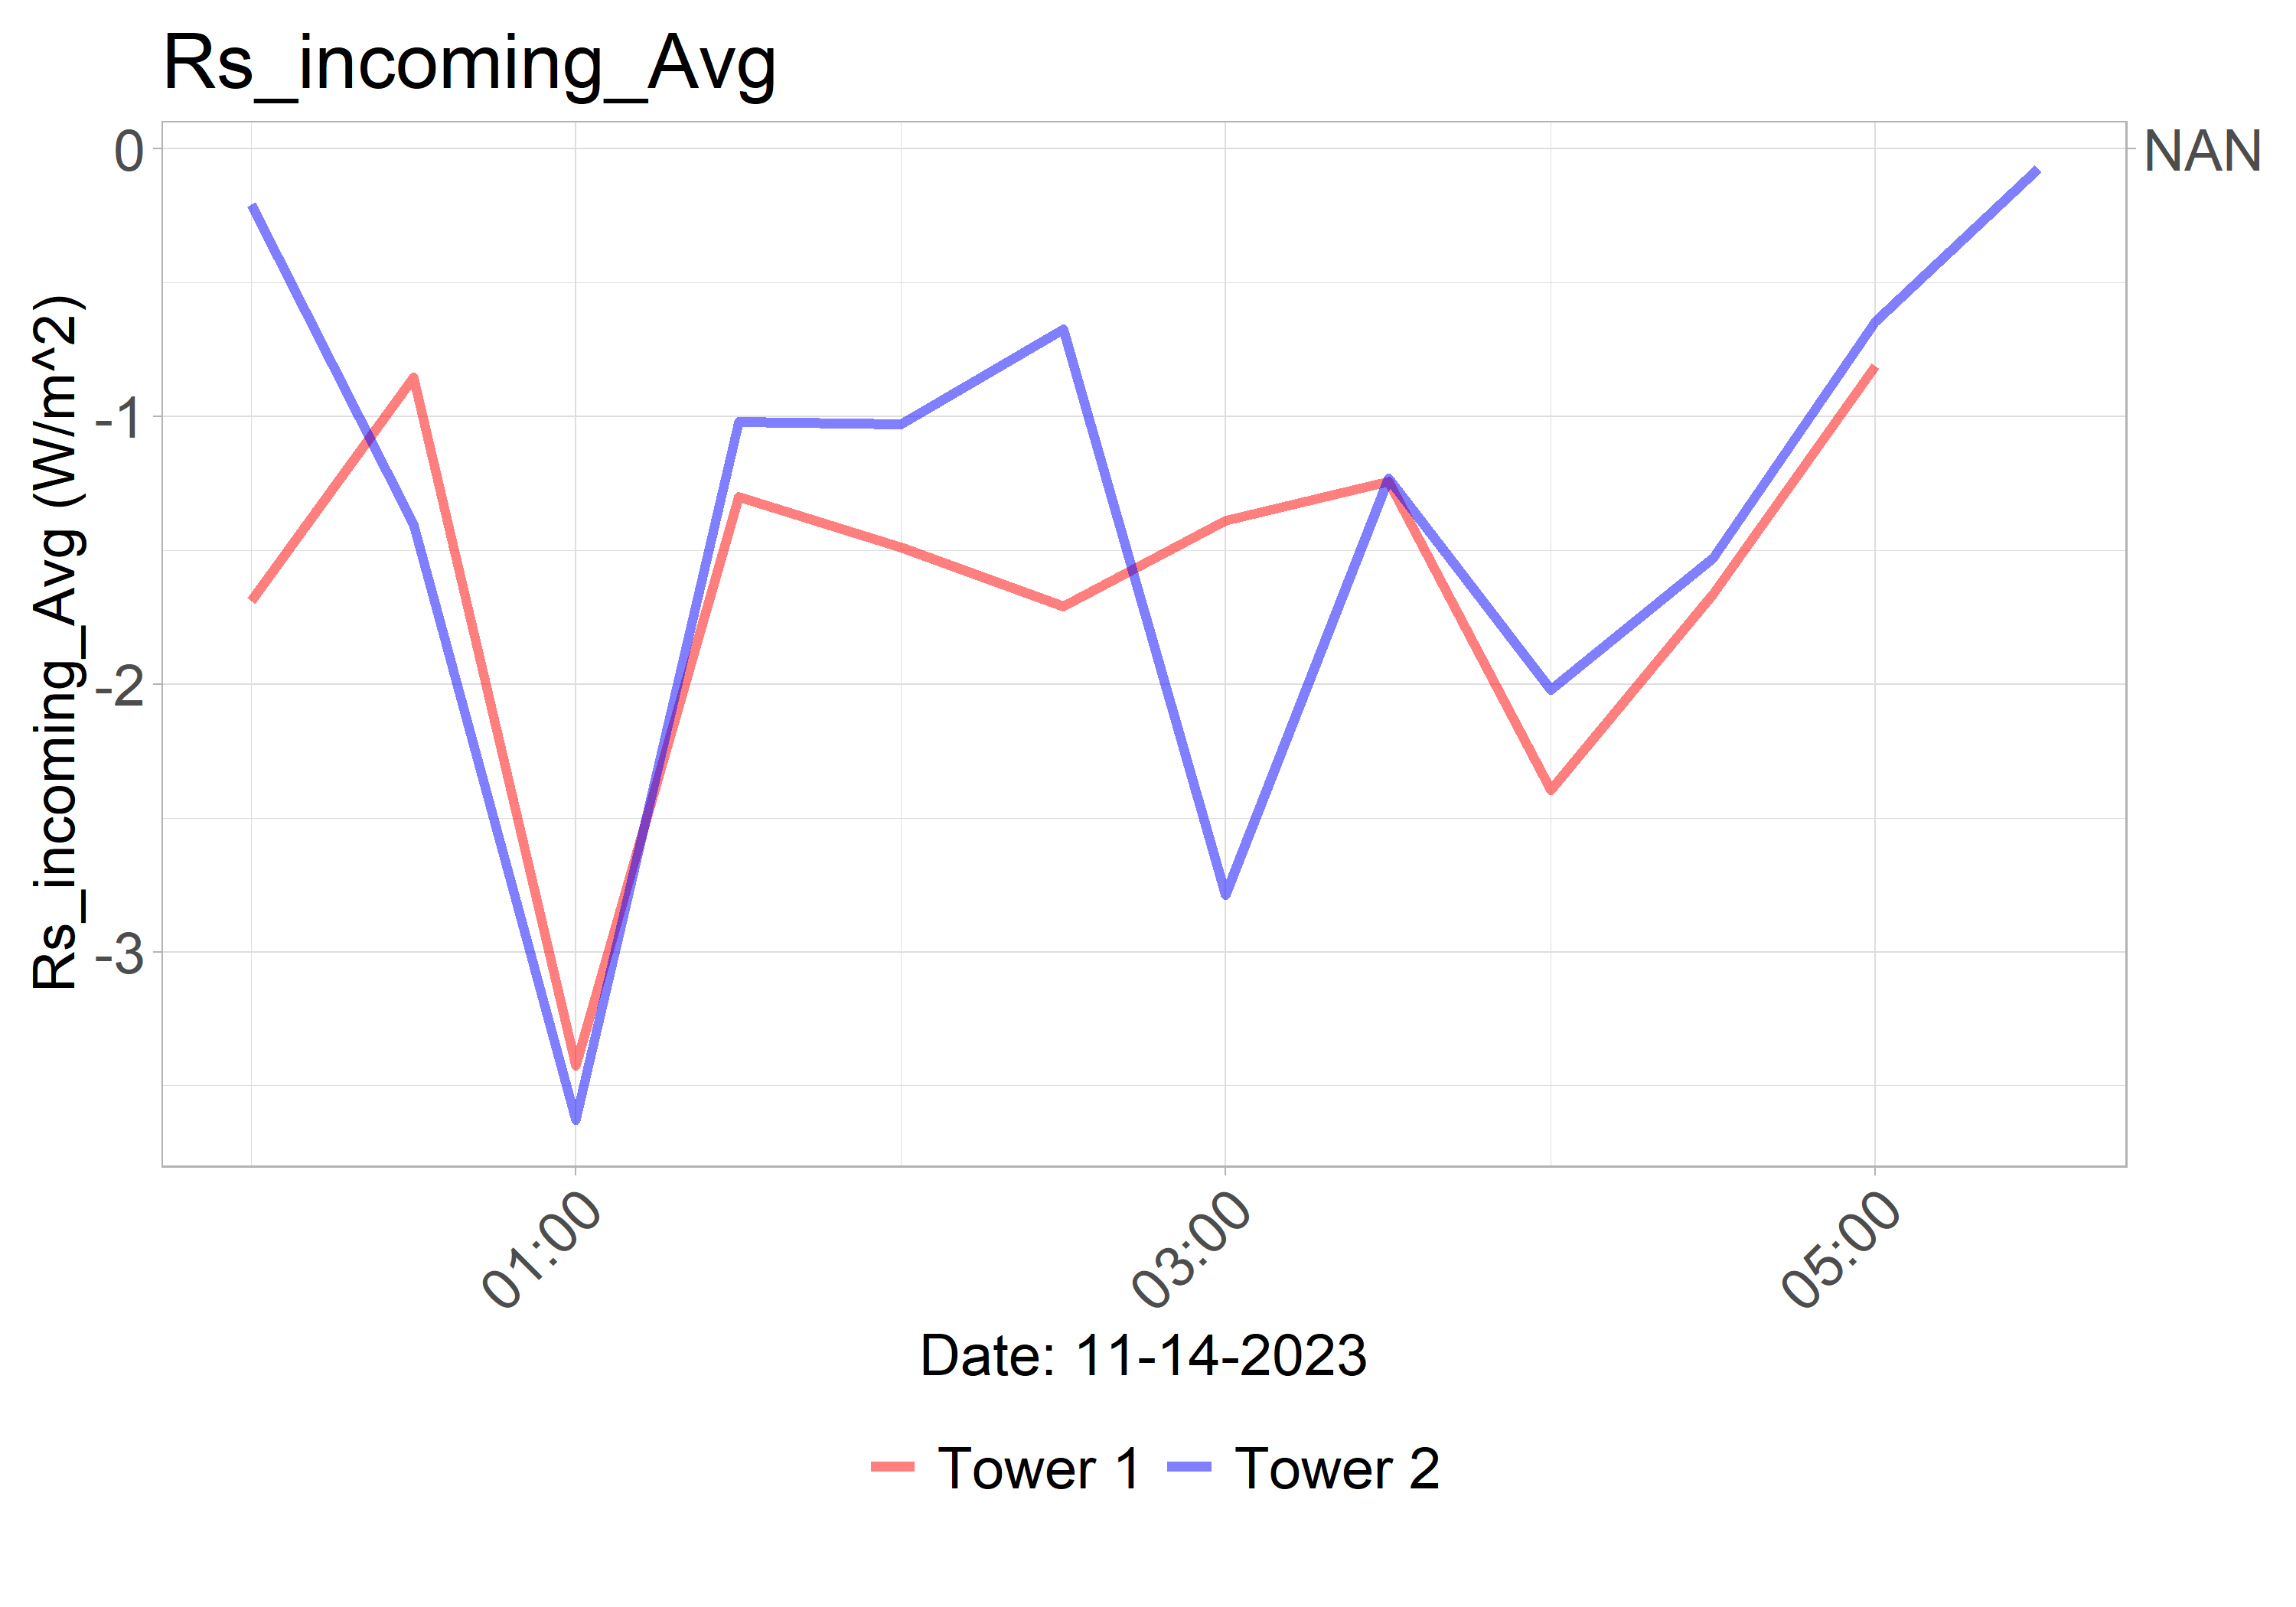 Rs_incoming_Avg
Rs_incoming_Avg (W/m^2)
0
-1
-2
-3
NAN
01:00
03:00
05:00
Date: 11-14-2023
Tower 1
Tower 2